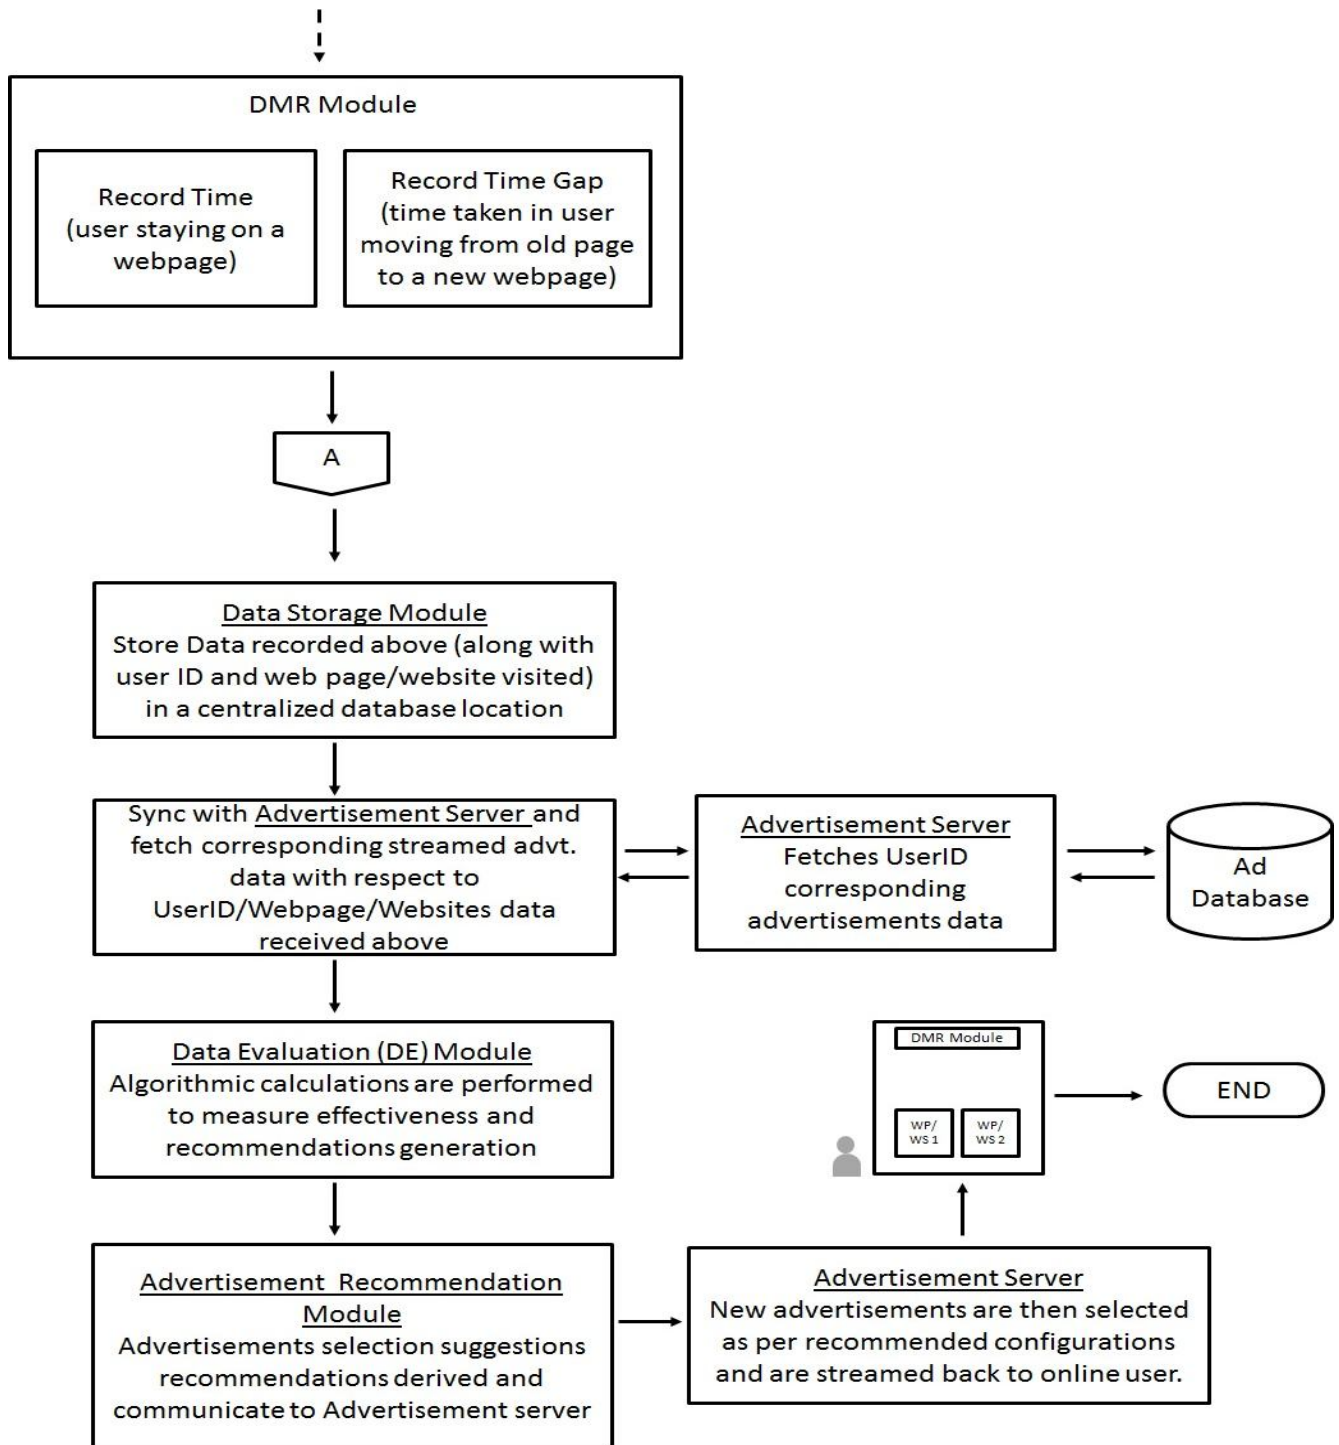 DMR Module
Record Time
(user staying on a
webpage)
Record Time Gap
(time taken in user
moving from old page
to a new webpage)
A
Data Storage Module
Store Data recorded above (along with
user ID and web page/website visited)
in a centralized database location
Sync with Advertisement Server and
fetch corresponding streamed advt.
data with respect to
UserID/Webpage/Websites data
received above
Advertisement Server
Fetches UserID
corresponding
advertisements data
Ad
Database
Data Evaluation (DE) Module
Algorithmic calculations are performed
to measure effectiveness and
recommendations generation
DMR Module
WP/
WS 1
WP/
WS 2
END
Advertisement Recommendation
Module
Advertisements selection suggestions
recommendations derived and
communicate to Advertisement server
Advertisement Server
New advertisements are then selected
as per recommended configurations
and are streamed back to online user.